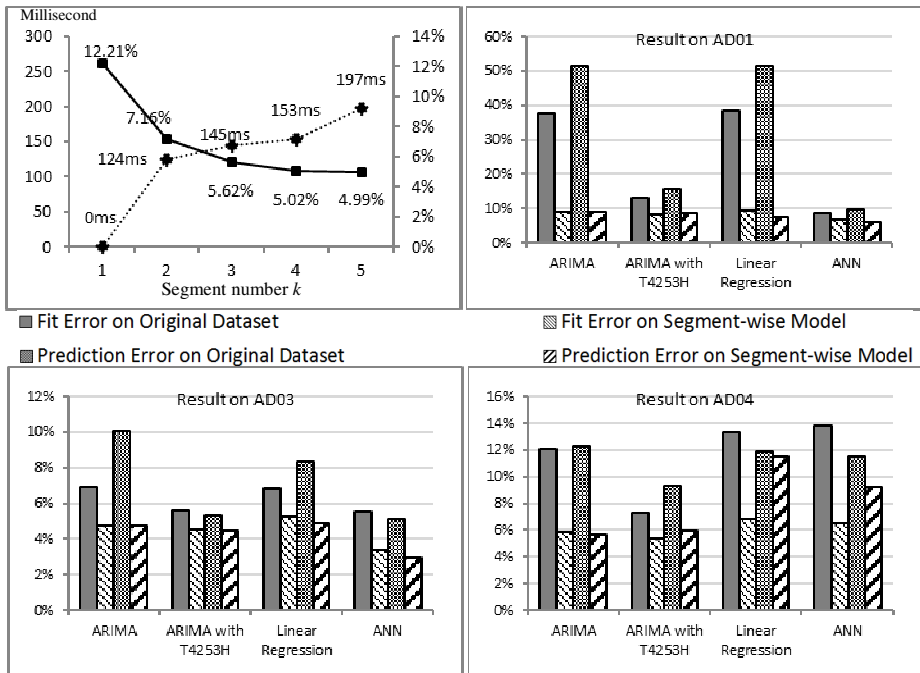 Millisecond
300
250
200
150
100
50
0
14%
12%
10%
8%
6%
4%
2%
0%
12.21%
7.16%
5.62%
5.02%
4.99%
0ms
124ms
145ms
153ms
197ms
1 2 3 4 5
Segment number k
Result on AD01
60%
50%
40%
30%
20%
10%
0%
ARIMA
ARIMA with T4253H
Linear Regression
ANN
Fit Error on Original Dataset
Fit Error on Segment-wise Model
Prediction Error on Original Dataset
Prediction Error on Segment-wise Model
Result on AD03
12%
10%
8%
6%
4%
2%
0%
ARIMA
ARIMA with T4253H
Linear Regression
ANN
Result on AD04
16%
14%
12%
10%
8%
6%
4%
2%
0%
ARIMA
ARIMA with T4253H
Linear Regression
ANN